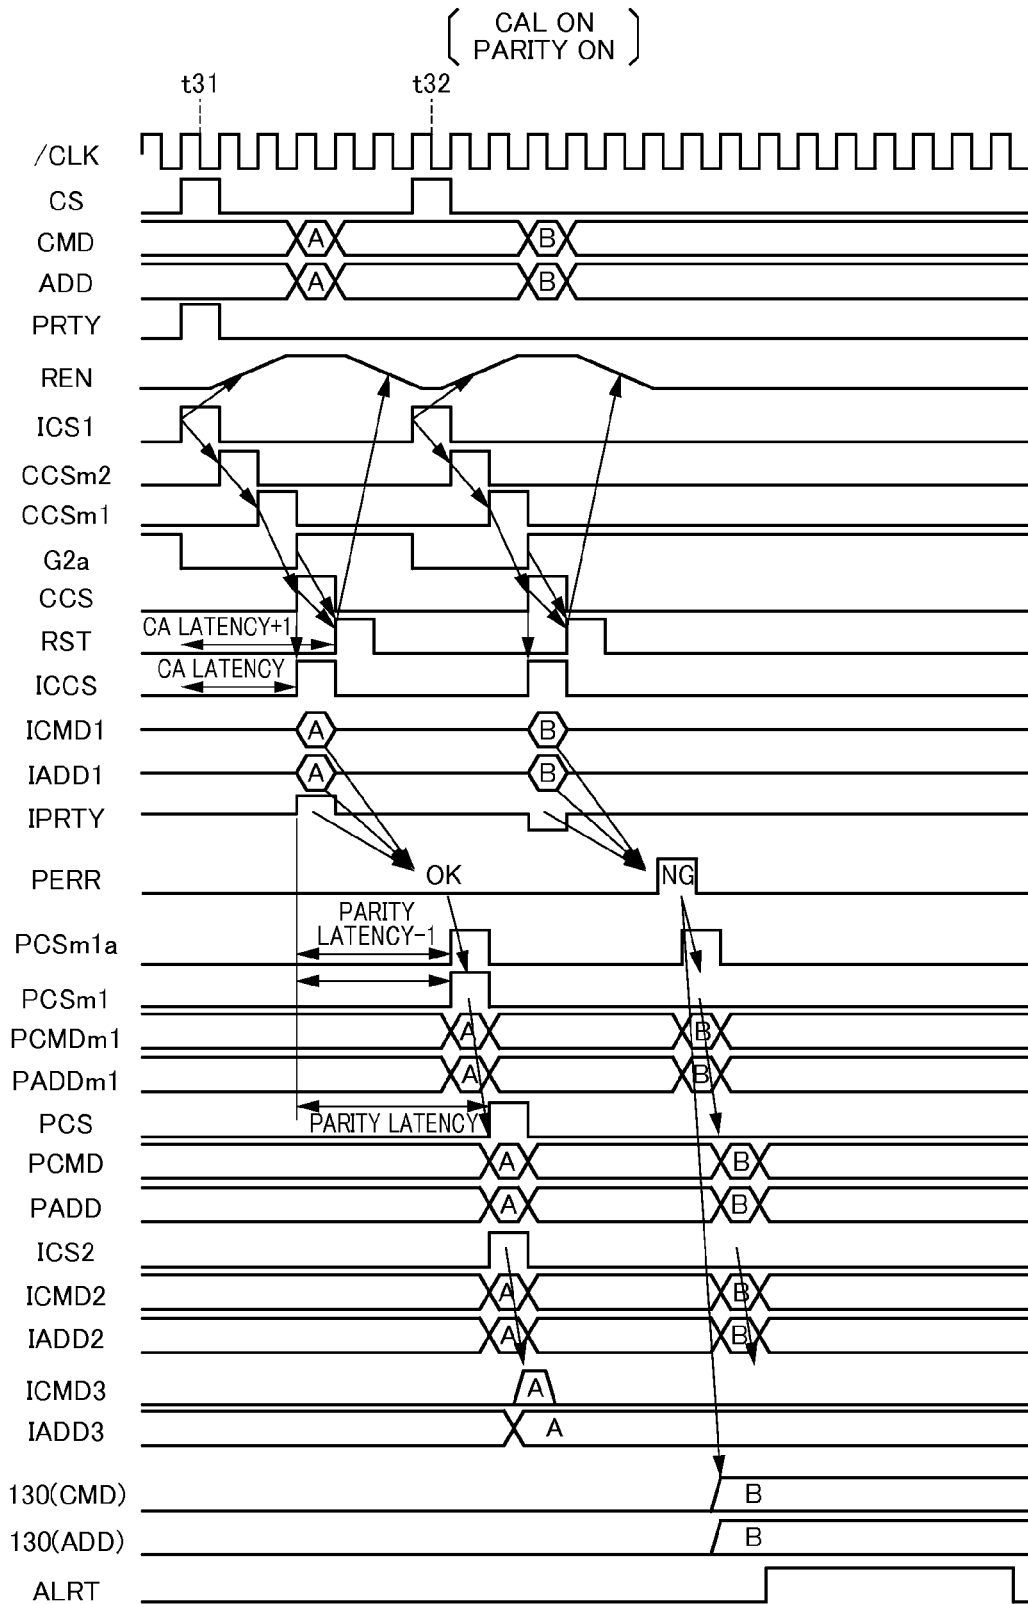 CAL ON
PARITY ON
t31 t32
/CLK
CS
CMD A B
ADD A B
PRTY
REN
ICS1
CCSm2
CCSm1
G2a
CCS
RST CA LATENCY+1
ICCS CA LATENCY
ICMD1 A B
IADD1 A B
IPRTY
PERR OK NG
PARITY
LATENCY-1
PCSm1a
PCSm1
PCMDm1 A B
PADDm1 A B
PCS PARITY LATENCY
PCMD A B
PADD A B
ICS2
ICMD2 A B
IADD2 A B
ICMD3 A
IADD3 A
130(CMD) B
130(ADD) B
ALRT